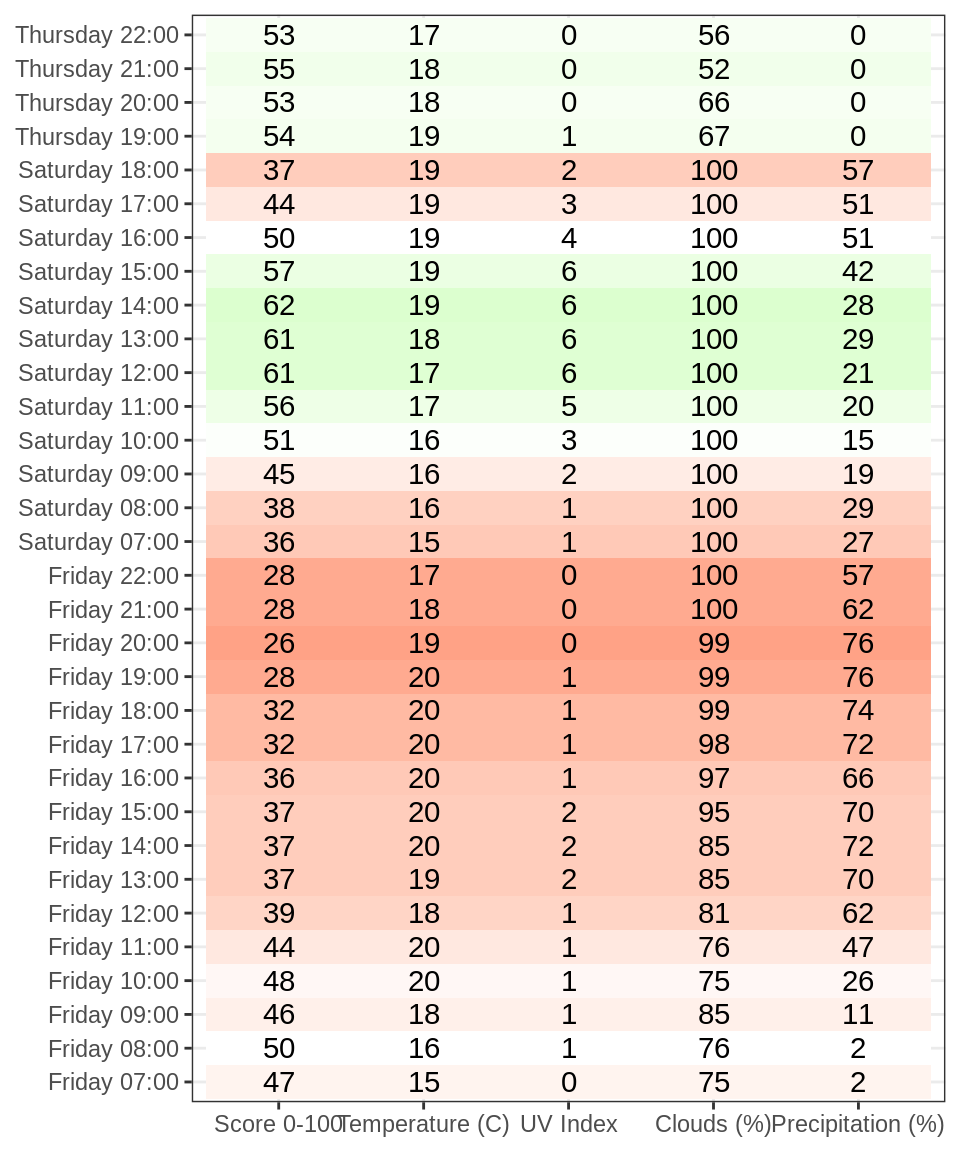 Thursday 22:00 53 17 0 56 0
Thursday 21:00 55 18 0 52 0
Thursday 20:00 53 18 0 66 0
Thursday 19:00 54 19 1 67 0
Saturday 18:00 37 19 2 100 57
Saturday 17:00 44 19 3 100 51
Saturday 16:00 50 19 4 100 51
Saturday 15:00 57 19 6 100 42
Saturday 14:00 62 19 6 100 28
Saturday 13:00 61 18 6 100 29
Saturday 12:00 61 17 6 100 21
Saturday 11:00 56 17 5 100 20
Saturday 10:00 51 16 3 100 15
Saturday 09:00 45 16 2 100 19
Saturday 08:00 38 16 1 100 29
Saturday 07:00 36 15 1 100 27
Friday 22:00 28 17 0 100 57
Friday 21:00 28 18 0 100 62
Friday 20:00 26 19 0 99 76
Friday 19:00 28 20 1 99 76
Friday 18:00 32 20 1 99 74
Friday 17:00 32 20 1 98 72
Friday 16:00 36 20 1 97 66
Friday 15:00 37 20 2 95 70
Friday 14:00 37 20 2 85 72
Friday 13:00 37 19 2 85 70
Friday 12:00 39 18 1 81 62
Friday 11:00 44 20 1 76 47
Friday 10:00 48 20 1 75 26
Friday 09:00 46 18 1 85 11
Friday 08:00 50 16 1 76 2
Friday 07:00 47 15 0 75 2
Score 0-100 Temperature (C) UV Index Clouds (%) Precipitation (%)